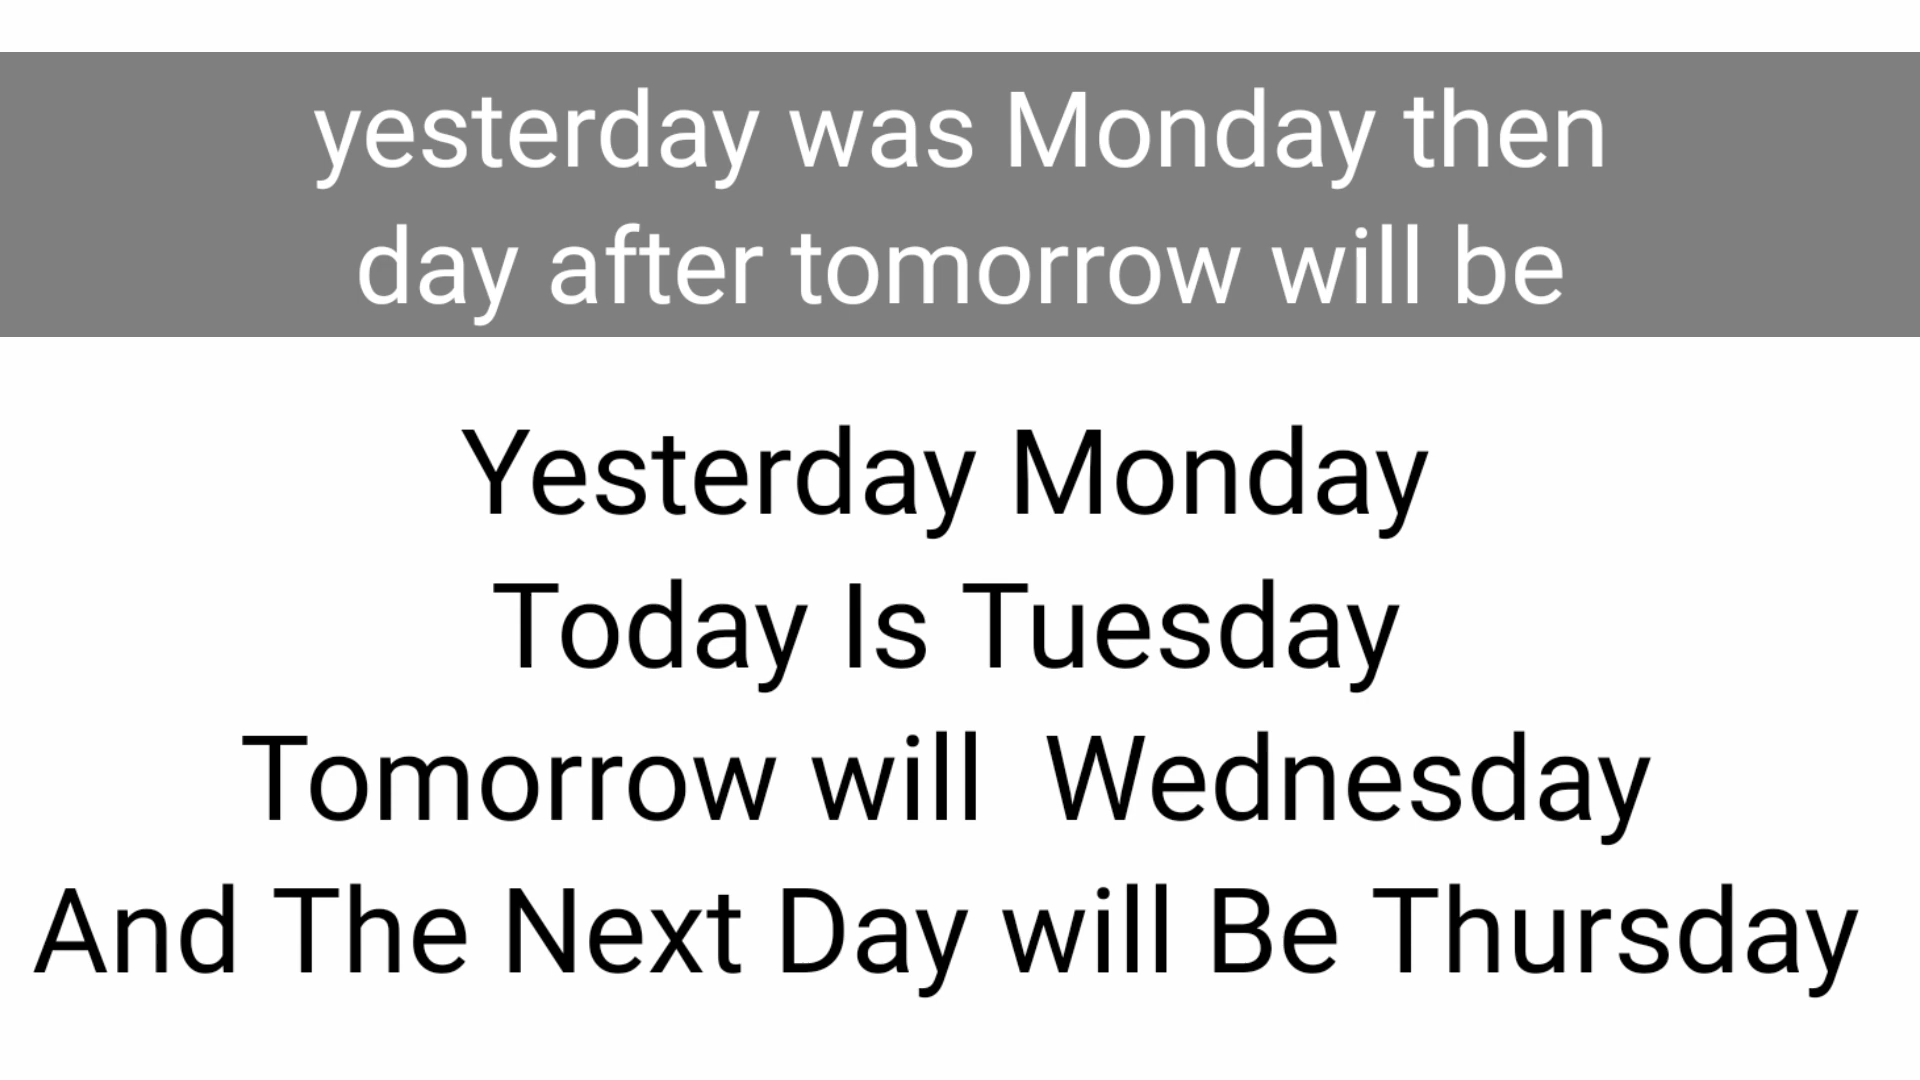 yesterday was Monday then
day after tomorrow will be
Yesterday Monday
Today Is Tuesday
Tomorrow will  Wednesday
And The Next Day will Be Thursday